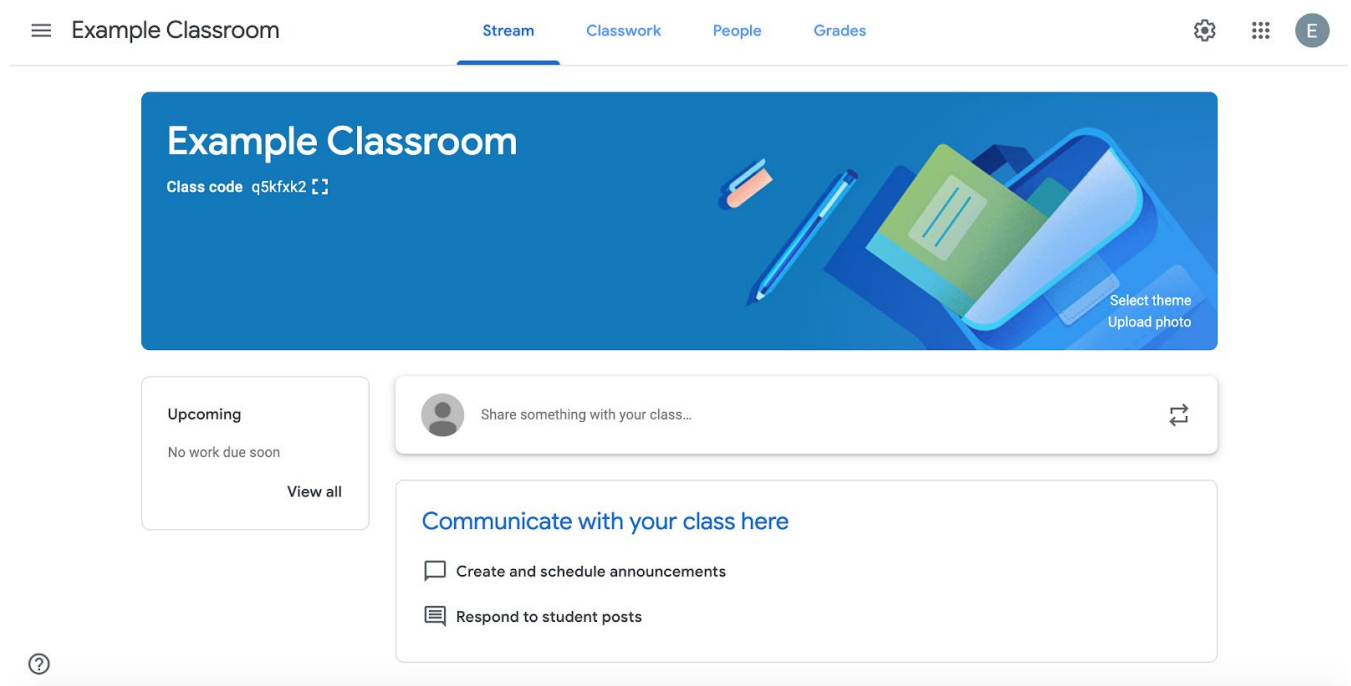 Example Classroom
Stream
Classwork
People
Grades
E
Example Classroom
Class code q5kfxk2
Select theme
Upload photo
Upcoming
No work due soon
View all
Share something with your class...
Communicate with your class here
Create and schedule announcements
Respond to student posts